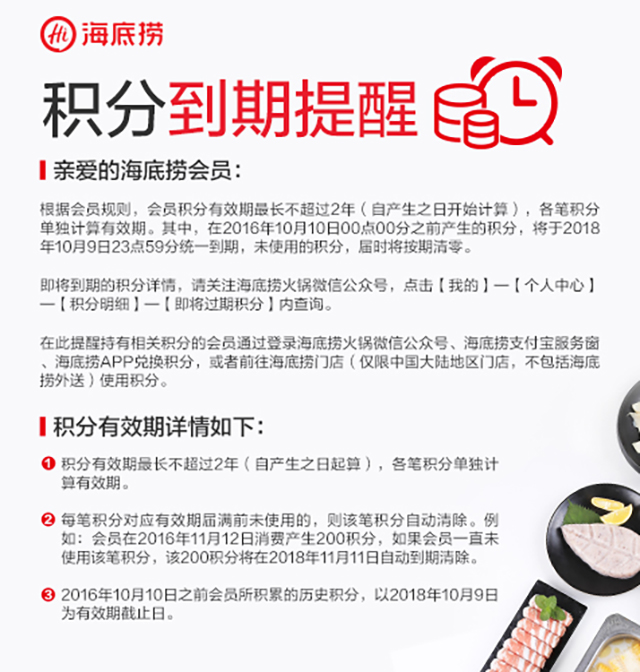 Hi 海底捞
积分到期提醒
亲爱的海底捞会员：
根据会员规则，会员积分有效期最长不超过2年（自产生之日开始计算），各笔积分
单独计算有效期。其中，在2016年10月10日00点00分之前产生的积分，将于2018
年10月9日23点59分统一到期，未使用的积分，届时将按期清零。
即将到期的积分详情，请关注海底捞火锅微信公众号，点击【我的】—【个人中心】
—【积分明细】—【即将过期积分】内查询。
在此提醒持有相关积分的会员通过登录海底捞火锅微信公众号、海底捞支付宝服务窗
、海底捞APP兑换积分，或者前往海底捞门店（仅限中国大陆地区门店，不包括海底
捞外送）使用积分。
积分有效期详情如下：
1 积分有效期最长不超过2年（自产生之日起算），各笔积分单独计
算有效期。
2 每笔积分对应有效期届满前未使用的，则该笔积分自动清除。例
如：会员在2016年11月12日消费产生200积分，如果会员一直未
使用该笔积分，该200积分将在2018年11月11日自动到期清除。
3 2016年10月10日之前会员所积累的历史积分，以2018年10月9日
为有效期截止日。